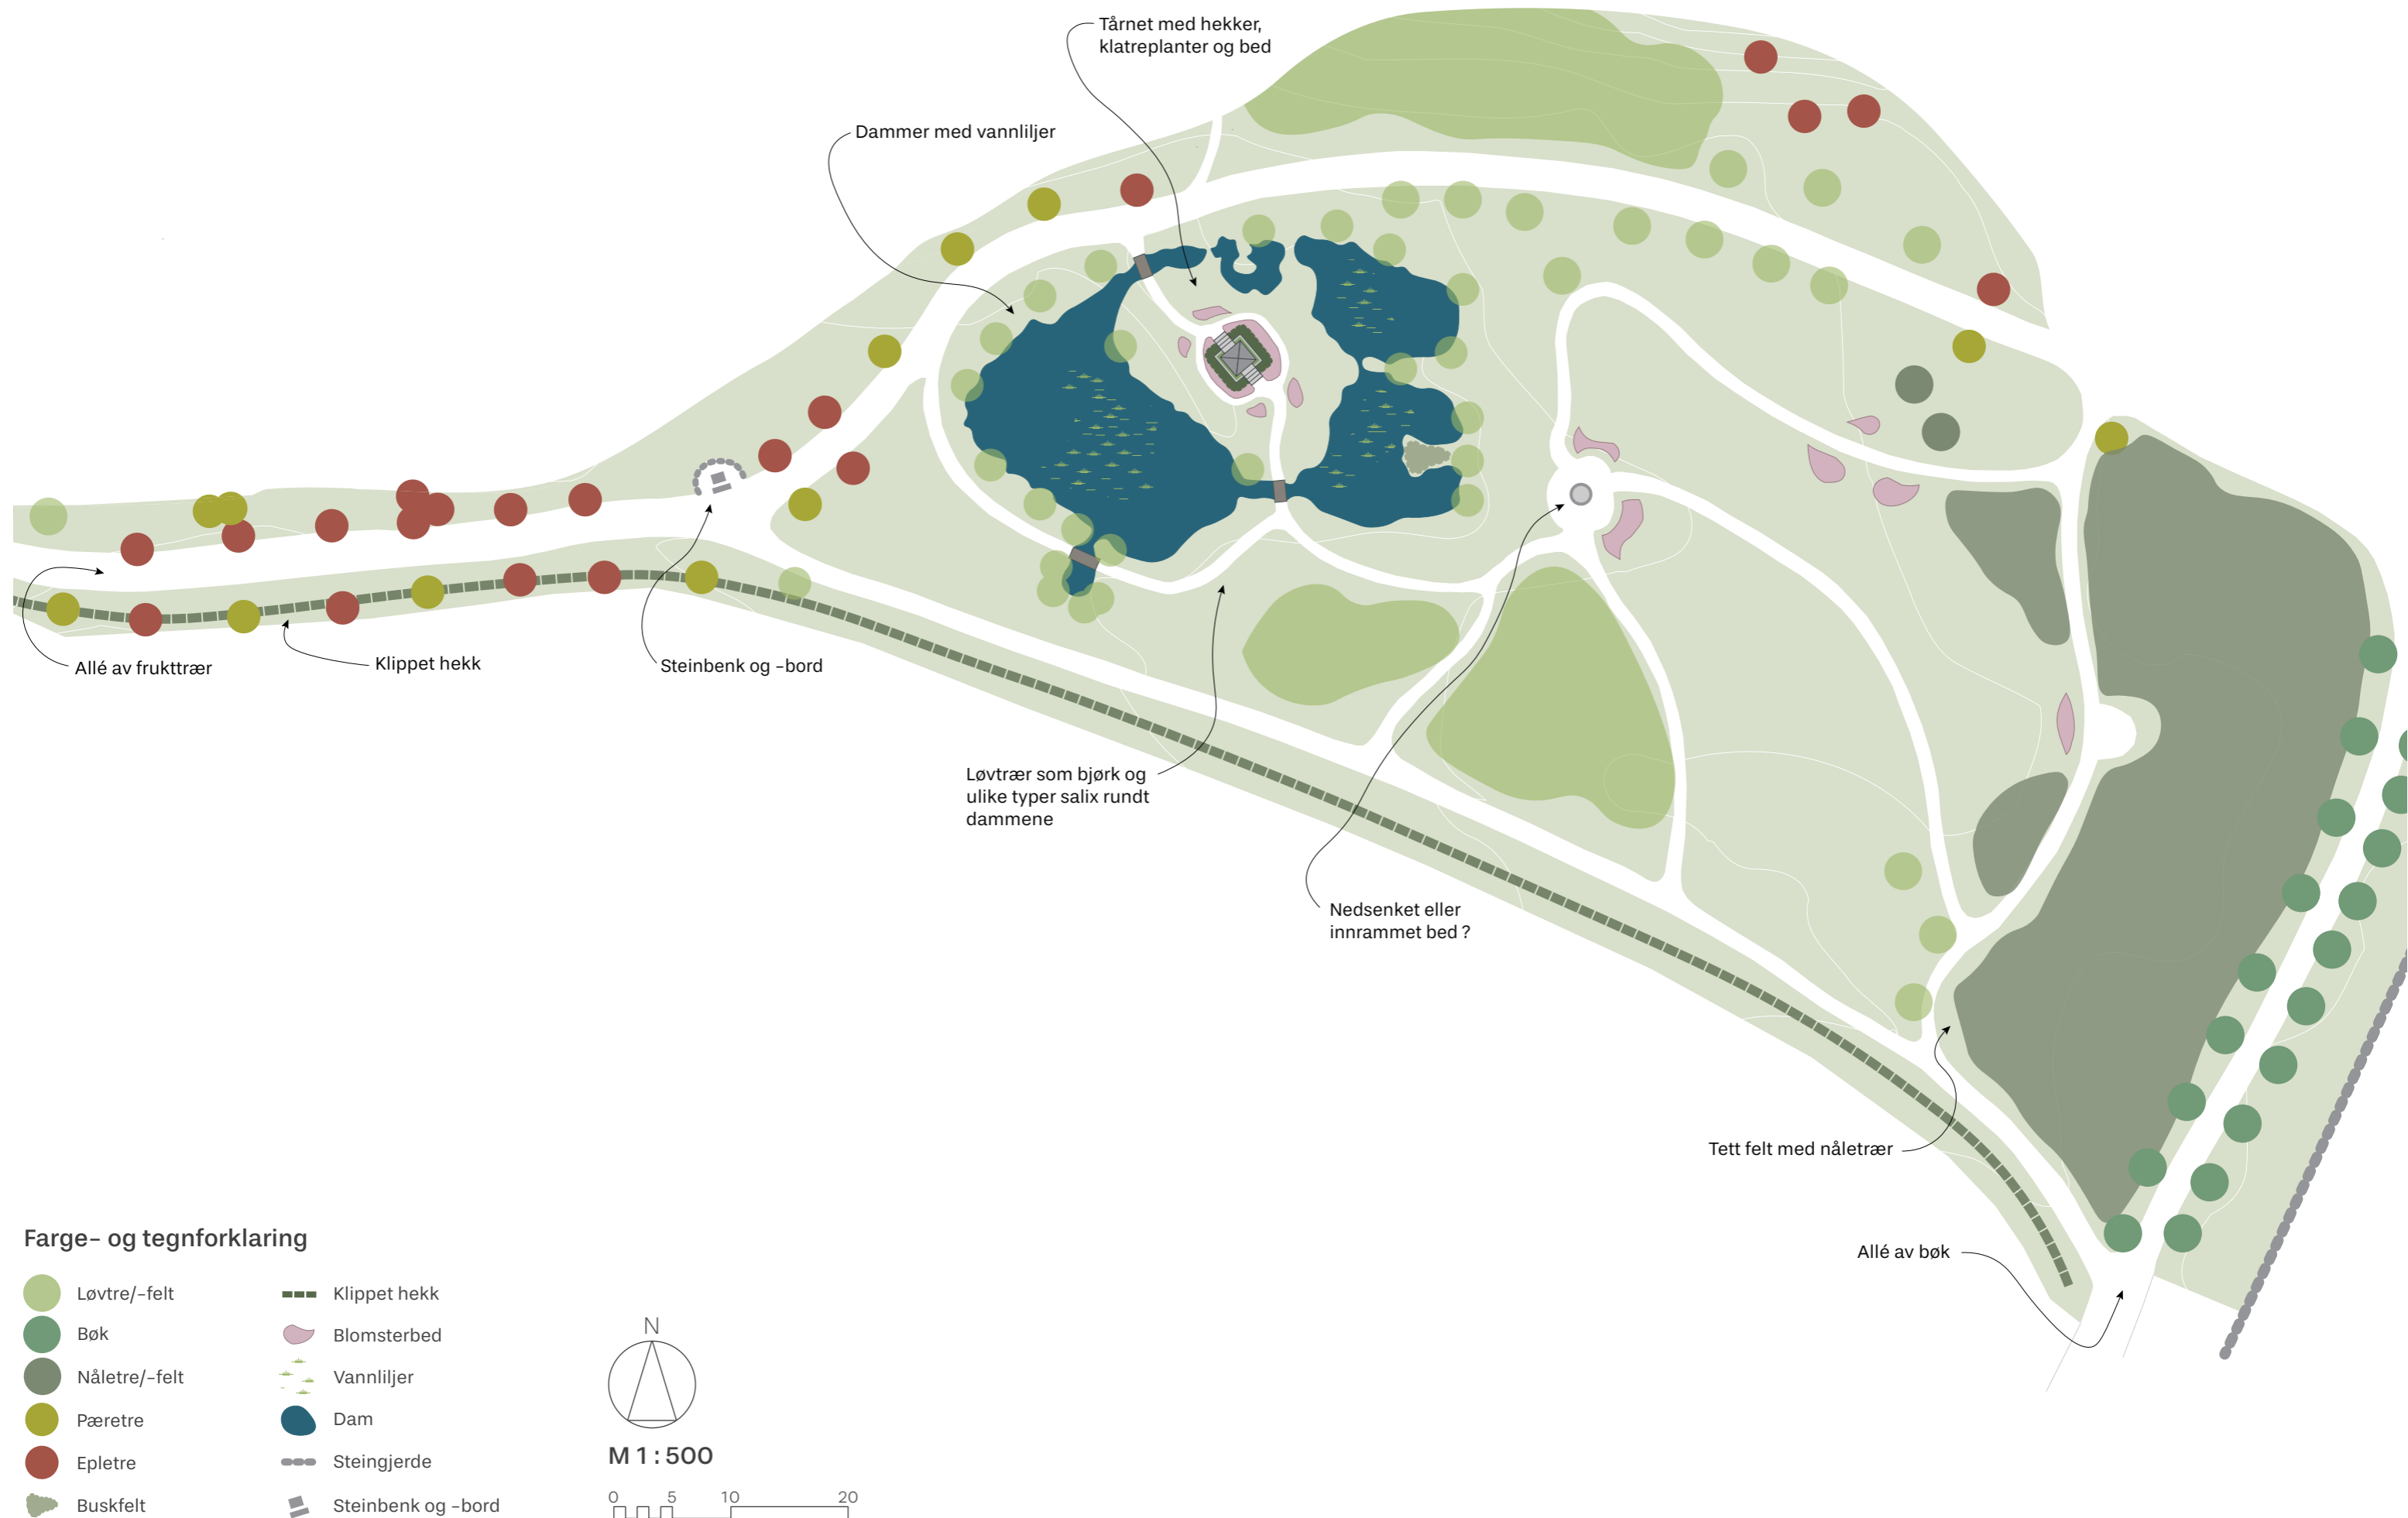 Tårnet med hekker,
klatreplanter og bed
Dammer med vannliljer
Allé av frukttrær
Klippet hekk
Steinbenk og -bord
Løvtrær som bjørk og
ulike typer salix rundt
dammene
Nedsenket eller
innrammet bed ?
Tett felt med nåletrær
Allé av bøk
Farge- og tegnforklaring
Løvtre/-felt
Bøk
Nåletre/-felt
Pæretre
Epletre
Buskfelt
Klippet hekk
Blomsterbed
Vannliljer
Dam
Steingjerde
Steinbenk og -bord
N
M 1 : 500
0 5 10 20